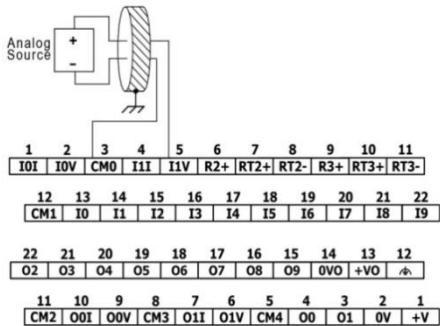 Analog
Source
+
-
1 2 3 4 5 6 7 8 9 10 11
I0I I0V CM0 I1I I1V R2+ RT2+ RT2- R3+ RT3+ RT3-
12 13 14 15 16 17 18 19 20 21 22
CM1 I0 I1 I2 I3 I4 I5 I6 I7 I8 I9
22 21 20 19 18 17 16 15 14 13 12
O2 O3 O4 O5 O6 O7 O8 O9 0VO +VO
11 10 9 8 7 6 5 4 3 2 1
CM2 O0I O0V CM3 O1I O1V CM4 O0 O1 0V +V